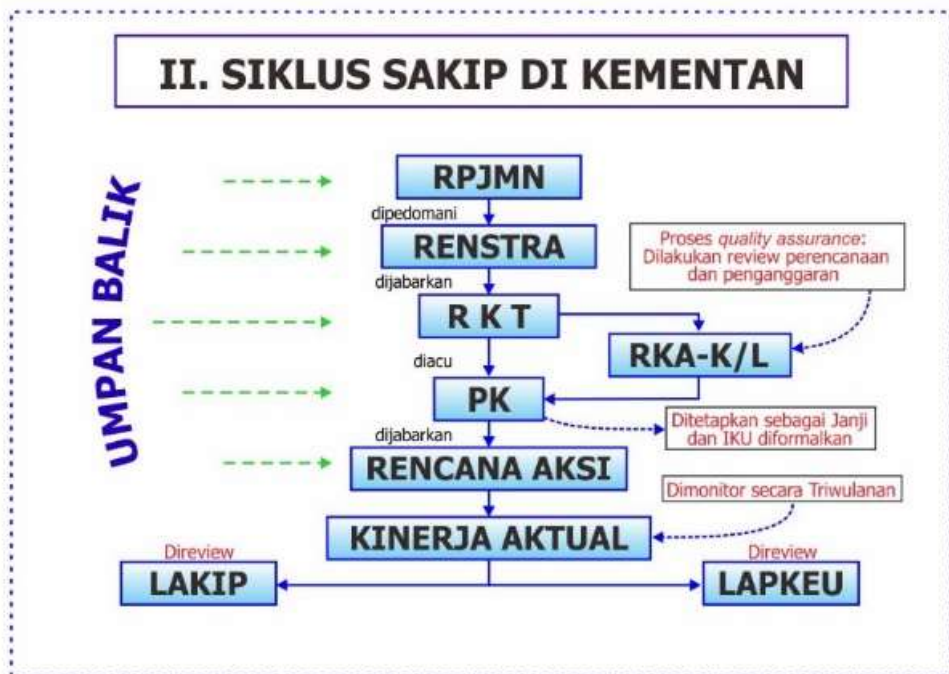 II. SIKLUS SAKIP DI KEMENTAN
UMPAN BALIK
RPJMN
dipedomani
RENSTRA
Proses quality assurance:
Dilakukan review perencanaan
dan penganggaran
dijabarkan
R K T
RKA-K/L
diacu
PK
Ditetapkan sebagai Janji
dan IKU diformalkan
dijabarkan
RENCANA AKSI
Dimonitor secara Triwulanan
KINERJA AKTUAL
Direview
LAKIP
Direview
LAPKEU